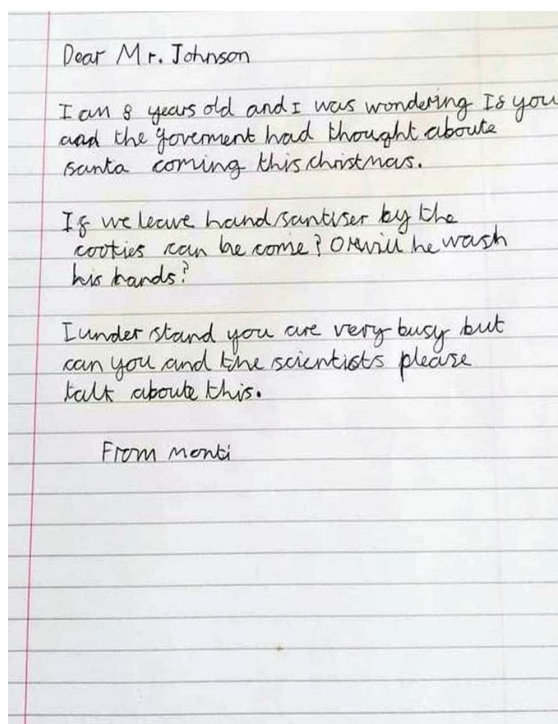 Dear Mr. Johnson
I am 8 years old and I was wondering If you
and the goverment had thought aboute
santa coming this christmas.
If we leave hand santiser by the
cookies can he come? Or will he wash
his hands?
I under stand you are very busy but
can you and the scientists please
talk aboute this.
From monti